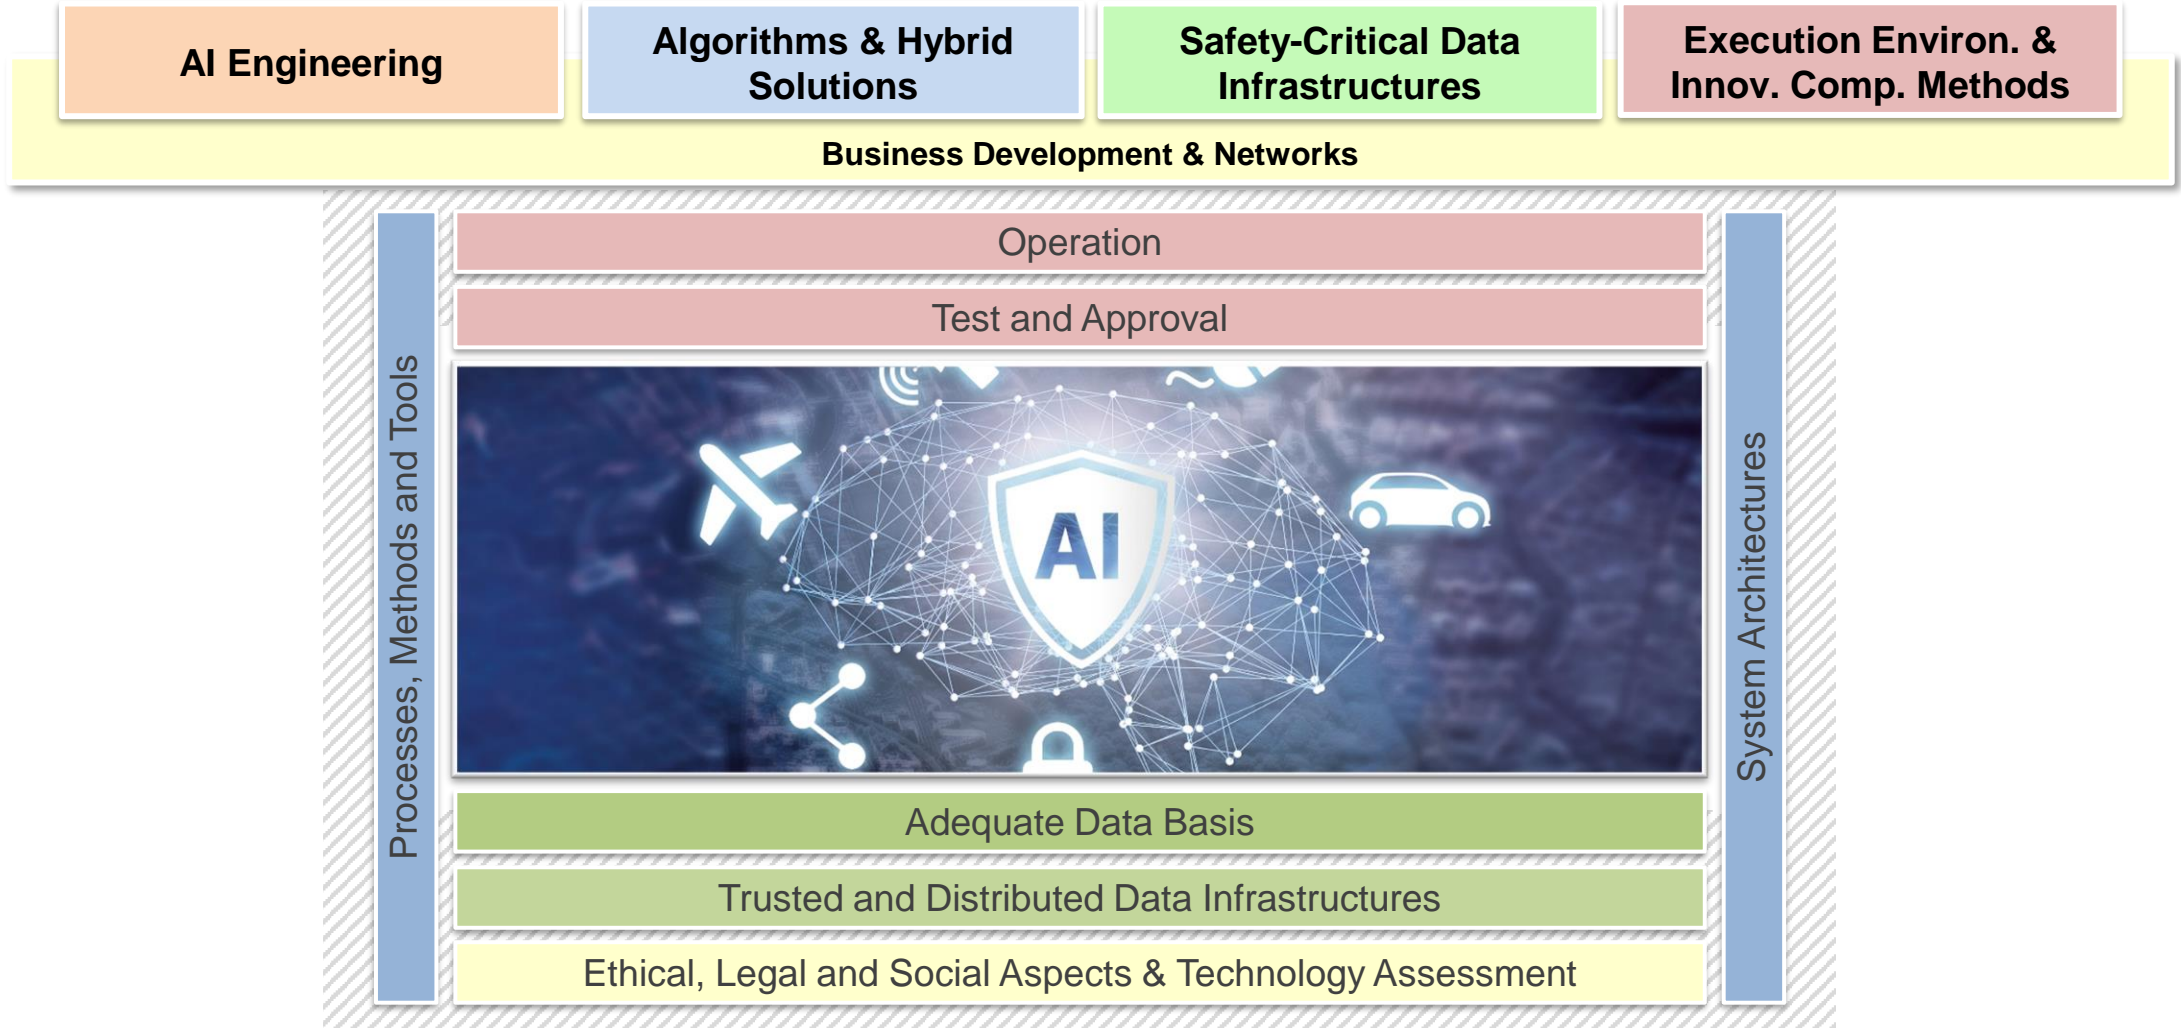 AI Engineering
Algorithms & Hybrid
Solutions
Safety-Critical Data
Infrastructures
Execution Environ. &
Innov. Comp. Methods
Business Development & Networks
Processes, Methods and Tools
Operation
Test and Approval
AI
Adequate Data Basis
Trusted and Distributed Data Infrastructures
Ethical, Legal and Social Aspects & Technology Assessment
System Architectures